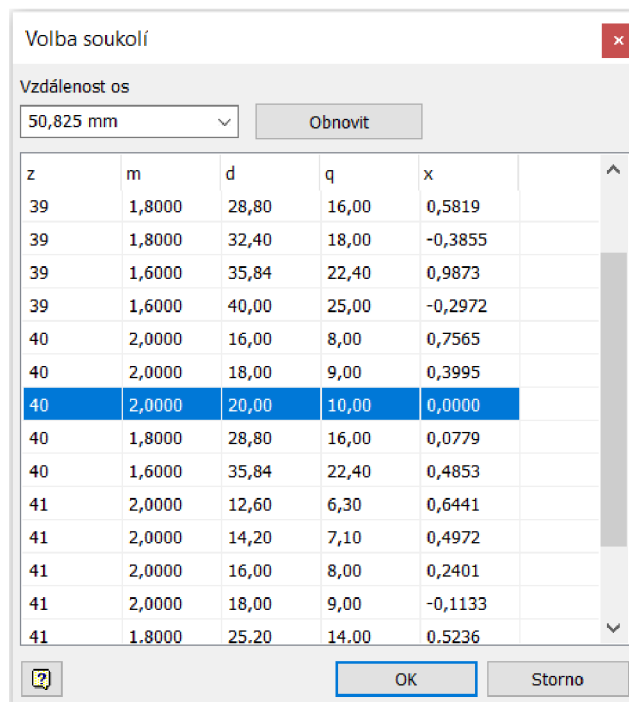 Volba soukolí
Vzdálenost os
50,825 mm Obnovit
z m d q x
39 1,8000 28,80 16,00 0,5819
39 1,8000 32,40 18,00 -0,3855
39 1,6000 35,84 22,40 0,9873
39 1,6000 40,00 25,00 -0,2972
40 2,0000 16,00 8,00 0,7565
40 2,0000 18,00 9,00 0,3995
40 2,0000 20,00 10,00 0,0000
40 1,8000 28,80 16,00 0,0779
40 1,6000 35,84 22,40 0,4853
41 2,0000 12,60 6,30 0,6441
41 2,0000 14,20 7,10 0,4972
41 2,0000 16,00 8,00 0,2401
41 2,0000 18,00 9,00 -0,1133
41 1,8000 25,20 14,00 0,5236
OK Storno